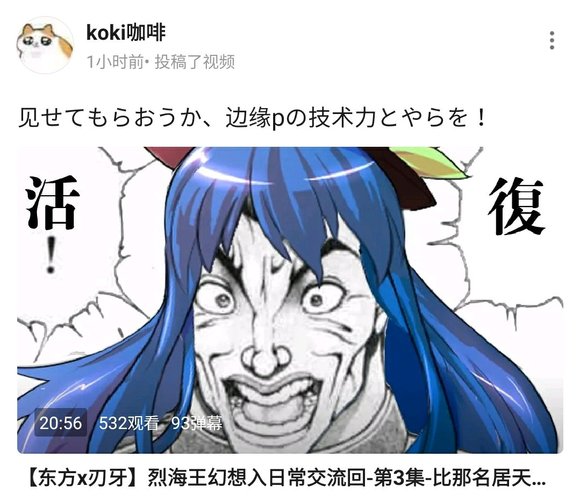 koki咖啡
1小时前• 投稿了视频
见せてもらおうか、边缘pの技术力とやらを！
復
活
！
20:56 532观看 93弹幕
【东方x刃牙】烈海王幻想入日常交流回-第3集-比那名居天...